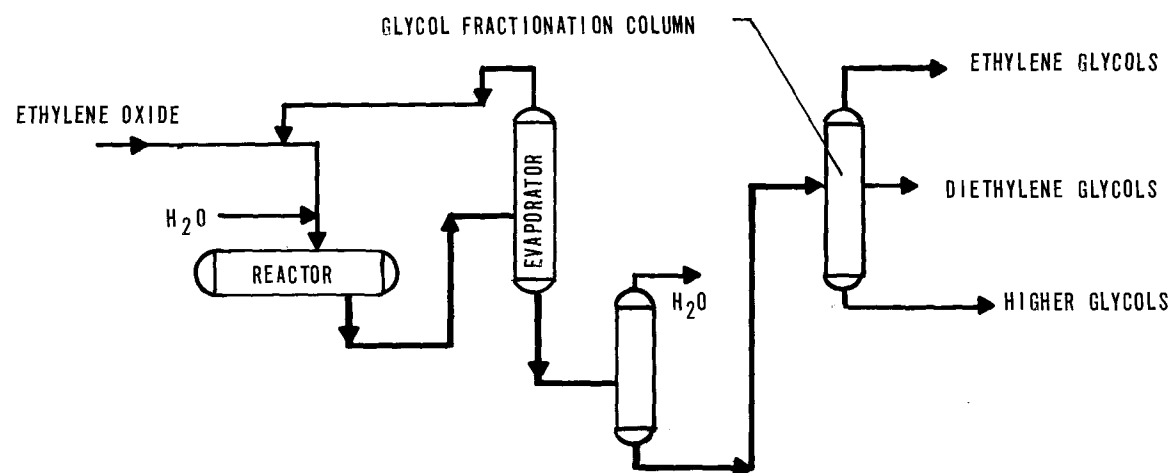 GLYCOL FRACTIONATION COLUMN
ETHYLENE GLYCOLS
ETHYLENE OXIDE
DIETHYLENE GLYCOLS
H₂O
EVAPORATOR
REACTOR
H₂O
HIGHER GLYCOLS